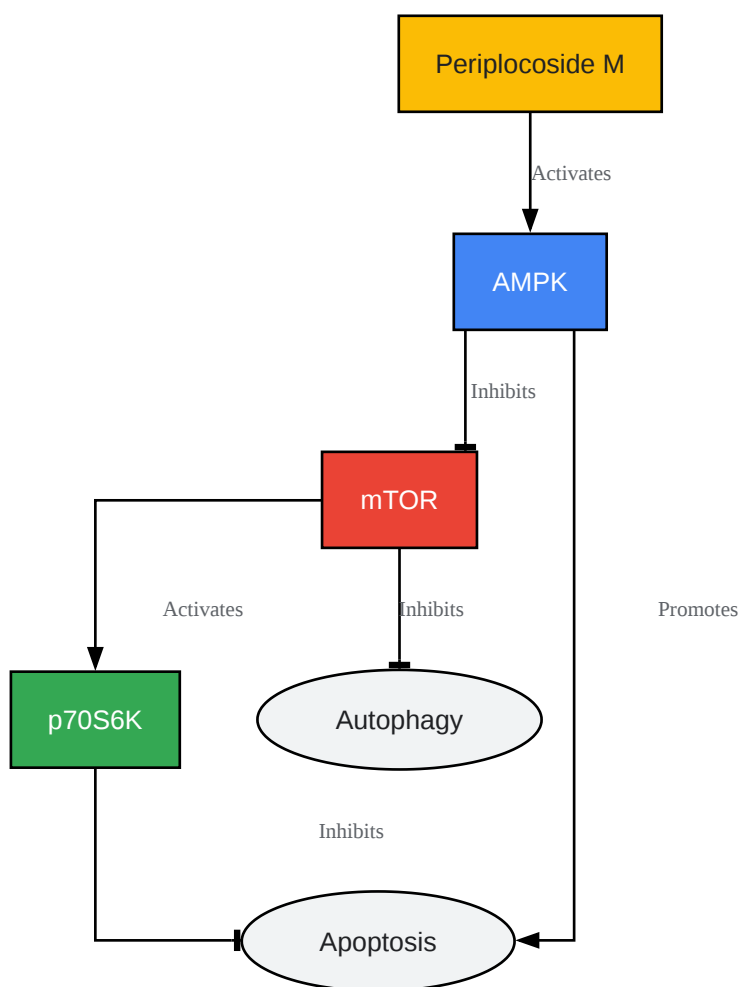 Periplocoside M
Activates
AMPK
Inhibits
mTOR
Activates
Inhibits
Promotes
p70S6K
Autophagy
Inhibits
Apoptosis